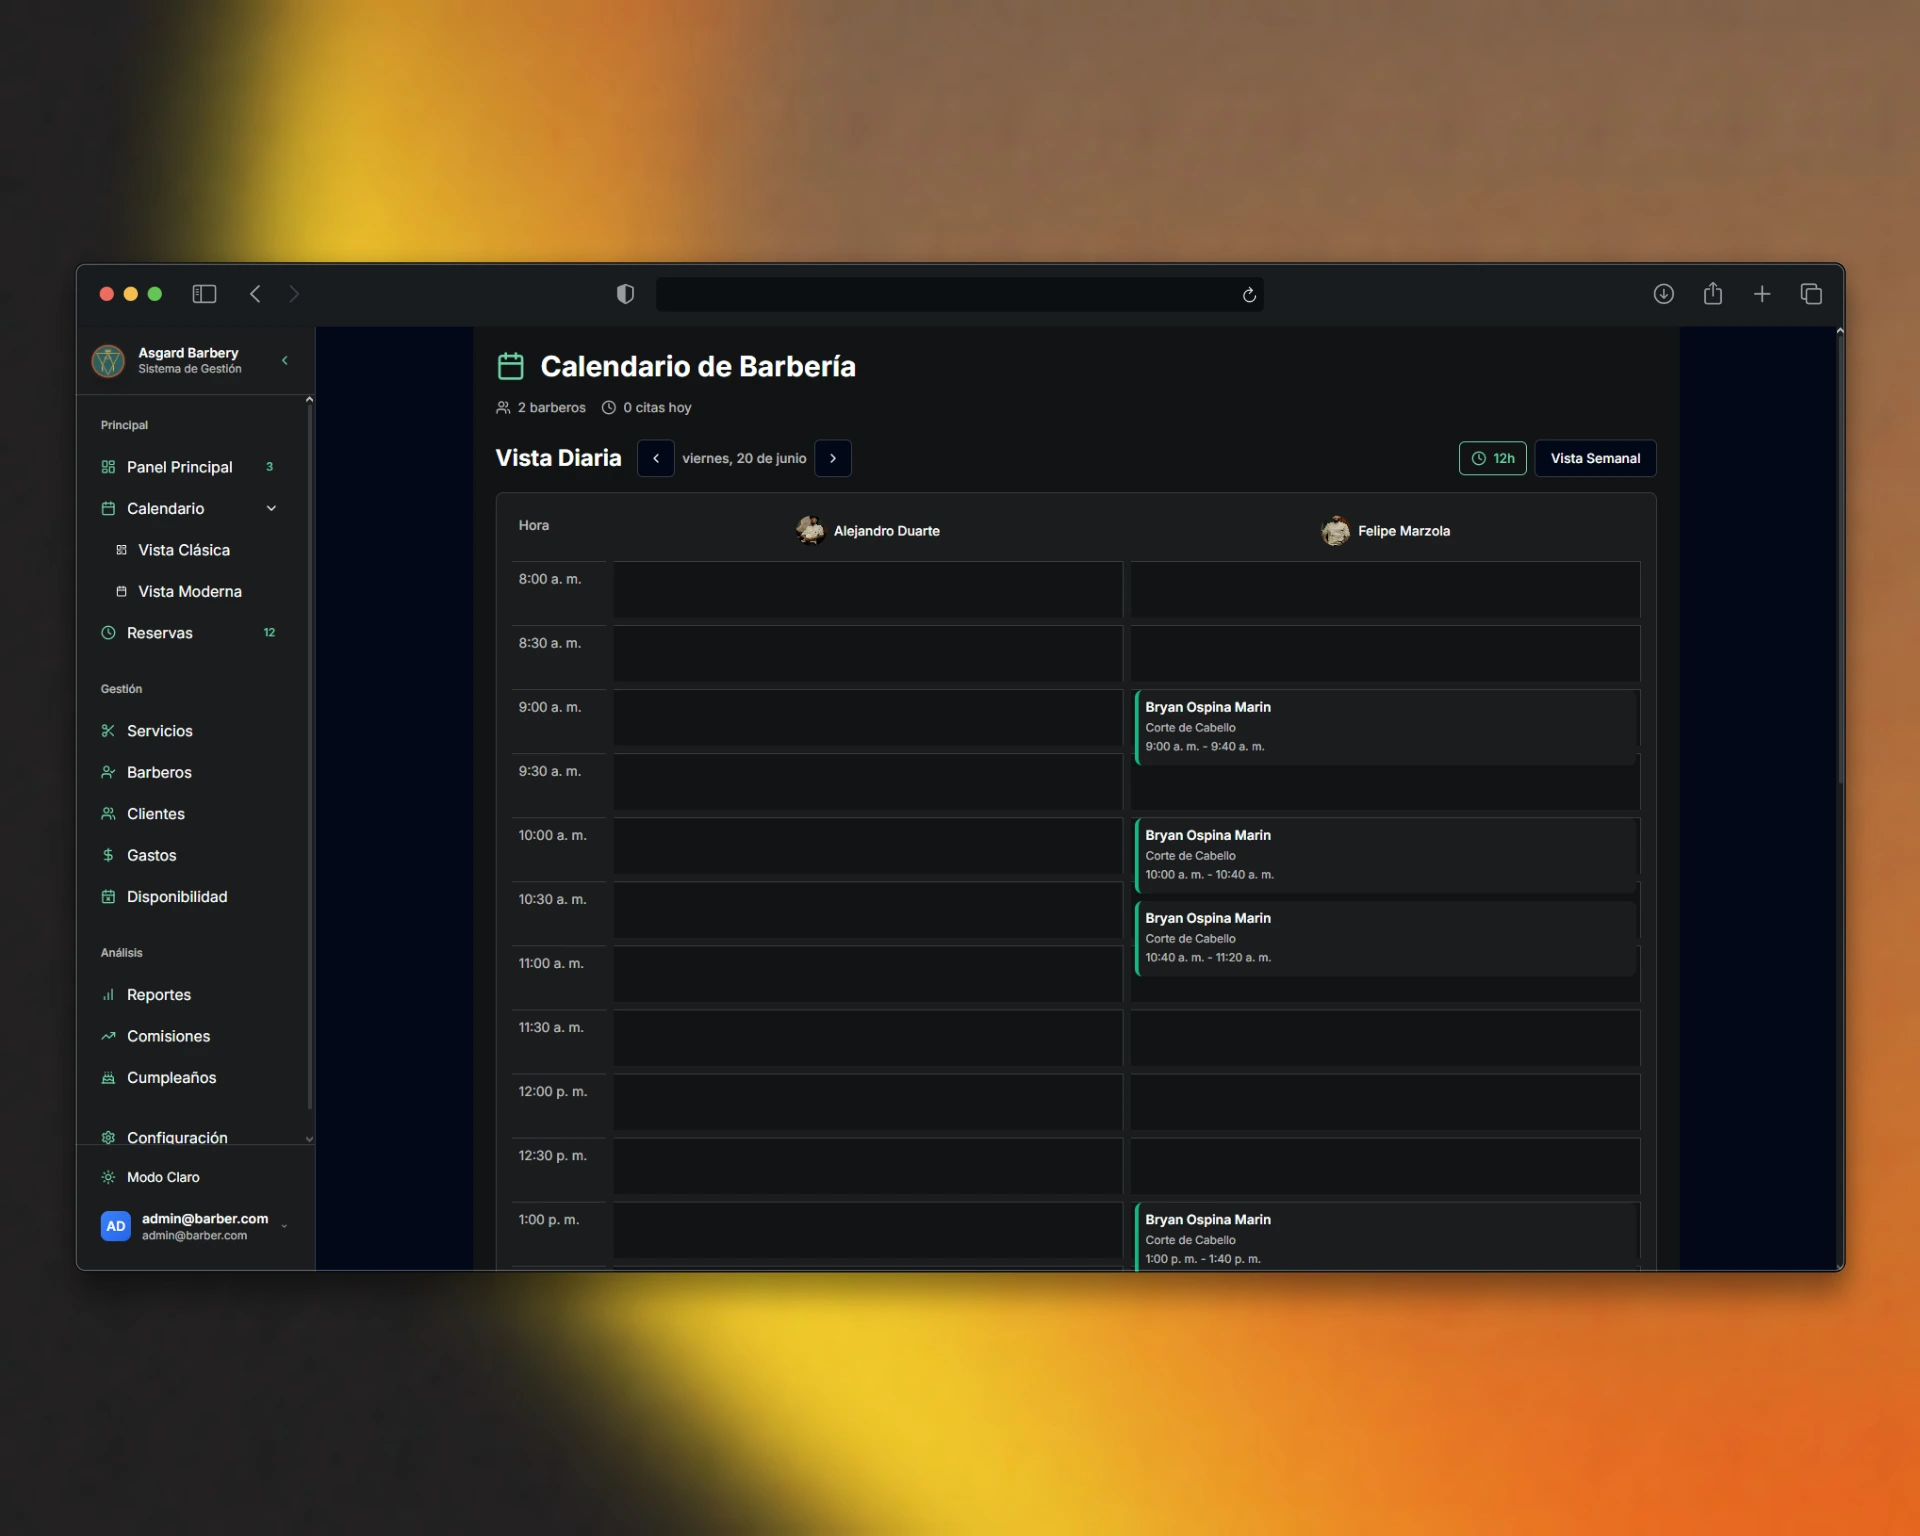 Asgard Barbery
Sistema de Gestión
Principal
Panel Principal 3
Calendario
Vista Clásica
Vista Moderna
Reservas 12
Gestión
Servicios
Barberos
Clientes
Gastos
Disponibilidad
Análisis
Reportes
Comisiones
Cumpleaños
Configuración
Modo Claro
AD
admin@barber.com
admin@barber.com
Calendario de Barbería
2 barberos 0 citas hoy
Vista Diaria viernes, 20 de junio 12h Vista Semanal
Hora Alejandro Duarte Felipe Marzola
8:00 a. m.
8:30 a. m.
9:00 a. m.
Bryan Ospina Marin
Corte de Cabello
9:00 a. m. - 9:40 a. m.
9:30 a. m.
10:00 a. m.
Bryan Ospina Marin
Corte de Cabello
10:00 a. m. - 10:40 a. m.
10:30 a. m.
Bryan Ospina Marin
Corte de Cabello
10:40 a. m. - 11:20 a. m.
11:00 a. m.
11:30 a. m.
12:00 p. m.
12:30 p. m.
1:00 p. m.
Bryan Ospina Marin
Corte de Cabello
1:00 p. m. - 1:40 p. m.